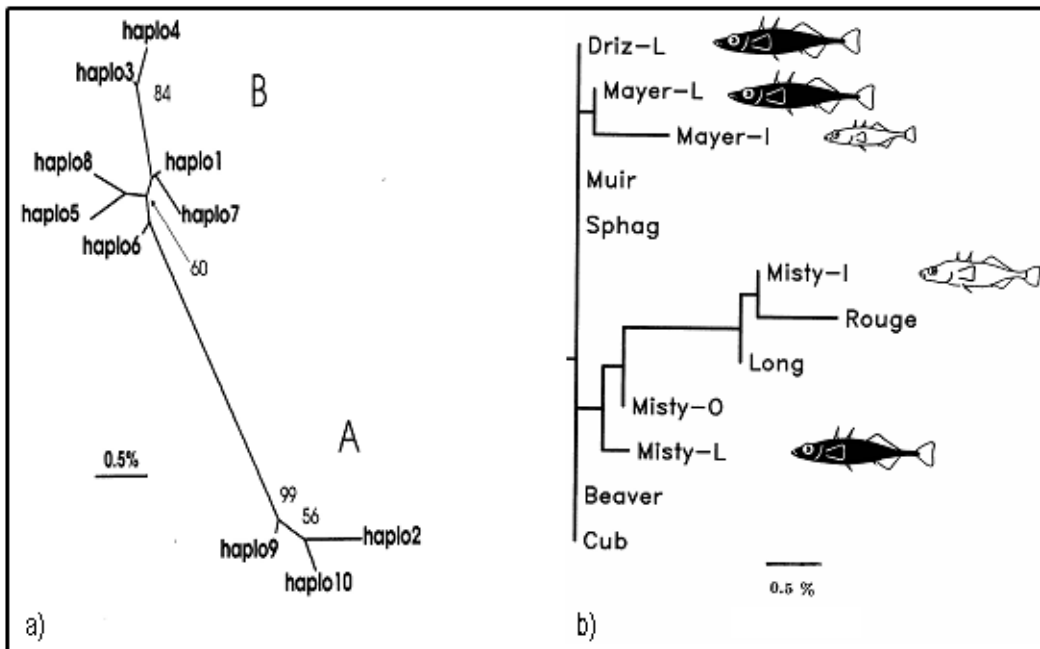 haplo4
haplo3
84
B
haplo8
haplo1
haplo5
haplo7
haplo6
60
A
0.5%
99
56
haplo9
haplo2
haplo10
a)
Driz-L
Mayer-L
Mayer-I
Muir
Sphag
Misty-I
Rouge
Long
Misty-O
Misty-L
Beaver
Cub
0.5 %
b)